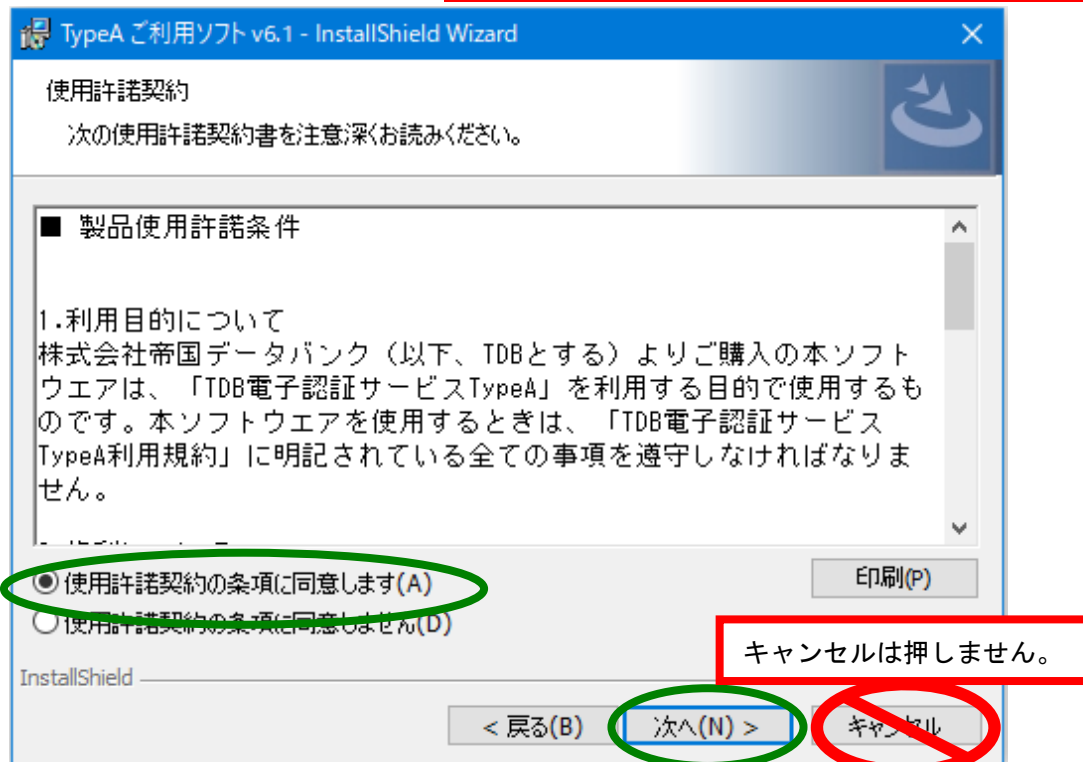 TypeA ご利用ソフト v6.1 - InstallShield Wizard
使用許諾契約
次の使用許諾契約書を注意深くお読みください。
■ 製品使用許諾条件
1.利用目的について
株式会社帝国データバンク（以下、TDBとする）よりご購入の本ソフト
ウエアは、「TDB電子認証サービスTypeA」を利用する目的で使用するも
のです。本ソフトウエアを使用するときは、「TDB電子認証サービス
TypeA利用規約」に明記されている全ての事項を遵守しなければなりま
せん。
使用許諾契約の条項に同意します(A)
印刷(P)
使用許諾契約の条項に同意しません(D)
キャンセルは押しません。
InstallShield
< 戻る(B)
次へ(N) >
キャンセル